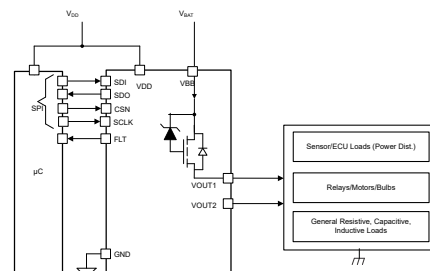 VDD
VBAT
SDI
SDO
CSN
SCLK
FLT
VDD
VBB
SPI
µC
VOUT1
VOUT2
GND
Sensor/ECU Loads (Power Dist.)
Relays/Motors/Bulbs
General Resistive, Capacitive,
Inductive Loads